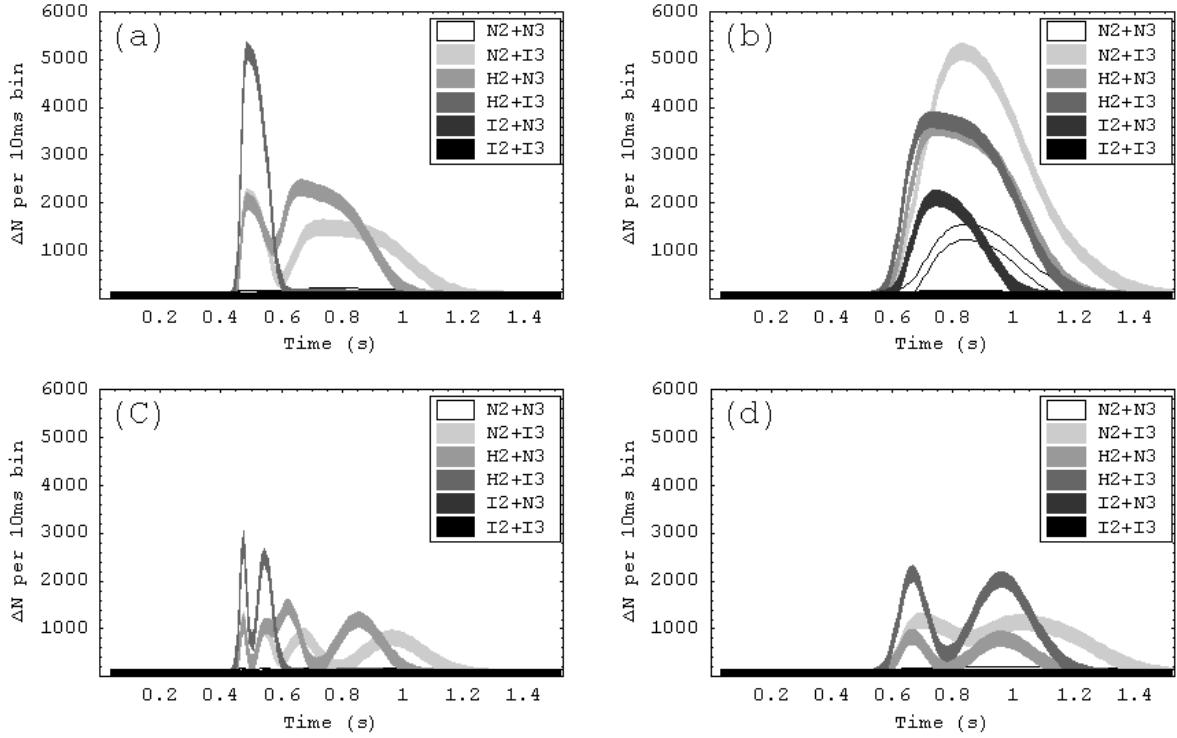 (a)
6000
5000
4000
3000
2000
1000
ΔN per 10ms bin
0.2 0.4 0.6 0.8 1 1.2 1.4
Time (s)
N2+N3
N2+I3
H2+N3
H2+I3
I2+N3
I2+I3
(b)
6000
5000
4000
3000
2000
1000
ΔN per 10ms bin
0.2 0.4 0.6 0.8 1 1.2 1.4
Time (s)
N2+N3
N2+I3
H2+N3
H2+I3
I2+N3
I2+I3
(C)
6000
5000
4000
3000
2000
1000
ΔN per 10ms bin
0.2 0.4 0.6 0.8 1 1.2 1.4
Time (s)
N2+N3
N2+I3
H2+N3
H2+I3
I2+N3
I2+I3
(d)
6000
5000
4000
3000
2000
1000
ΔN per 10ms bin
0.2 0.4 0.6 0.8 1 1.2 1.4
Time (s)
N2+N3
N2+I3
H2+N3
H2+I3
I2+N3
I2+I3